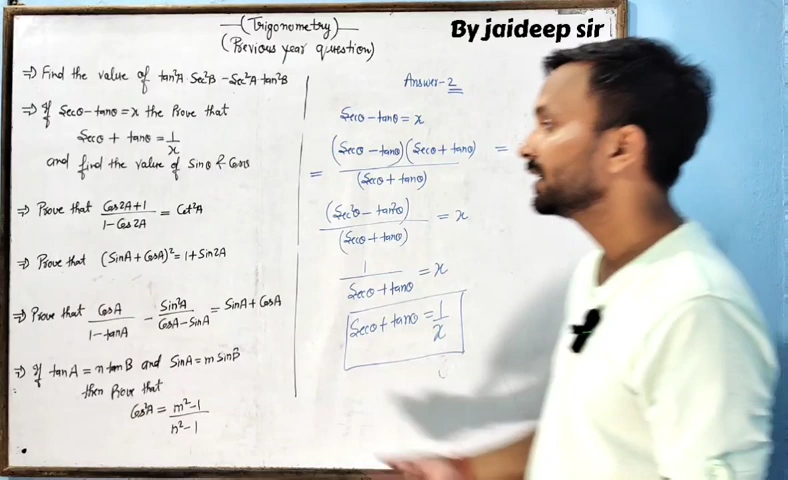 (Trigonometry)
(Previous year question)
By jaideep sir
⇒ Find the value of tan²A Sec²B - Sec²A tan²B
⇒ If Secθ - tanθ = x the Prove that
Secθ + tanθ = 1/x
and find the value of Sinθ & Cosθ
⇒ Prove that (Cos2A+1)/(1-Cos2A) = Cot²A
⇒ Prove that (SinA + CosA)² = 1 + Sin2A
⇒ Prove that CosA/(1-tanA) - Sin²A/(CosA-SinA) = SinA + CosA
⇒ If tanA = n tanB and SinA = m SinB
then Prove that
Cos²A = (m²-1)/(n²-1)
Answer-2
Secθ - tanθ = x
= (Secθ - tanθ)(Secθ + tanθ)/(Secθ + tanθ) =
(Sec²θ - tan²θ)/(Secθ + tanθ) = x
1/(Secθ + tanθ) = x
Secθ + tanθ = 1/x